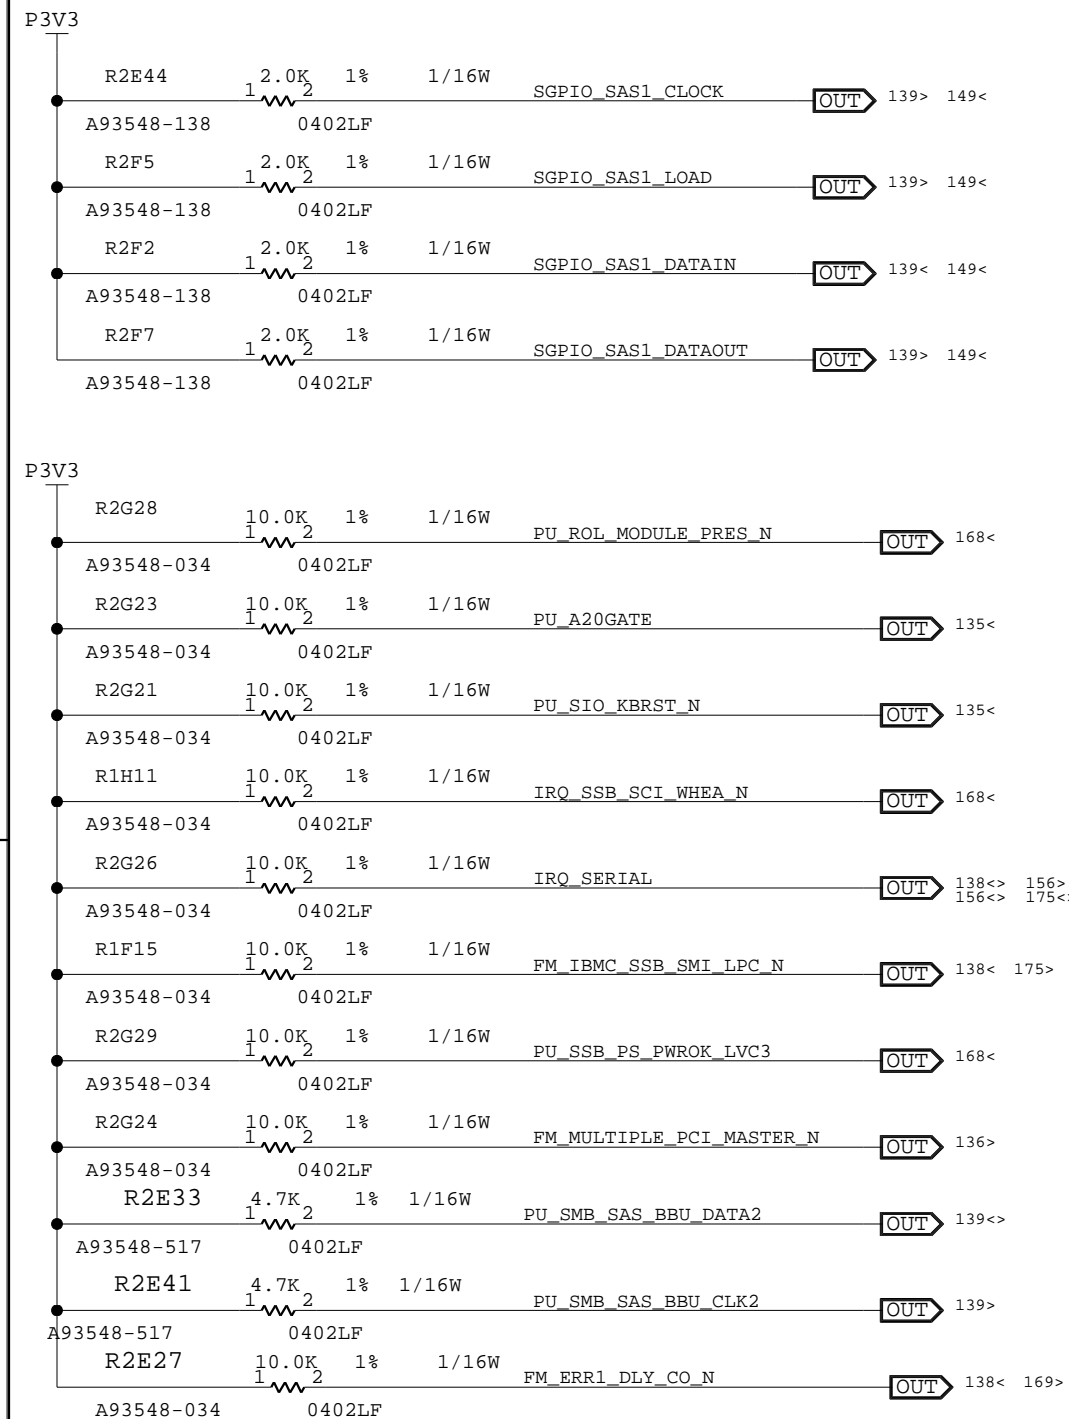 P3V3
R2E44 2.0K 1% 1/16W
1 2 SGPIO_SAS1_CLOCK OUT 139> 149<
A93548-138 0402LF
R2F5 2.0K 1% 1/16W
1 2 SGPIO_SAS1_LOAD OUT 139> 149<
A93548-138 0402LF
R2F2 2.0K 1% 1/16W
1 2 SGPIO_SAS1_DATAIN OUT 139< 149<
A93548-138 0402LF
R2F7 2.0K 1% 1/16W
1 2 SGPIO_SAS1_DATAOUT OUT 139> 149<
A93548-138 0402LF
P3V3
R2G28 10.0K 1% 1/16W
1 2 PU_ROL_MODULE_PRES_N OUT 168<
A93548-034 0402LF
R2G23 10.0K 1% 1/16W
1 2 PU_A20GATE OUT 135<
A93548-034 0402LF
R2G21 10.0K 1% 1/16W
1 2 PU_SIO_KBRST_N OUT 135<
A93548-034 0402LF
R1H11 10.0K 1% 1/16W
1 2 IRQ_SSB_SCI_WHEA_N OUT 168<
A93548-034 0402LF
R2G26 10.0K 1% 1/16W
1 2 IRQ_SERIAL OUT 138<> 156>
156<> 175<
A93548-034 0402LF
R1F15 10.0K 1% 1/16W
1 2 FM_IBMC_SSB_SMI_LPC_N OUT 138< 175>
A93548-034 0402LF
R2G29 10.0K 1% 1/16W
1 2 PU_SSB_PS_PWROK_LVC3 OUT 168<
A93548-034 0402LF
R2G24 10.0K 1% 1/16W
1 2 FM_MULTIPLE_PCI_MASTER_N OUT 136>
A93548-034 0402LF
R2E33 4.7K 1% 1/16W
1 2 PU_SMB_SAS_BBU_DATA2 OUT 139<>
A93548-517 0402LF
R2E41 4.7K 1% 1/16W
1 2 PU_SMB_SAS_BBU_CLK2 OUT 139>
A93548-517 0402LF
R2E27 10.0K 1% 1/16W
1 2 FM_ERR1_DLY_CO_N OUT 138< 169>
A93548-034 0402LF